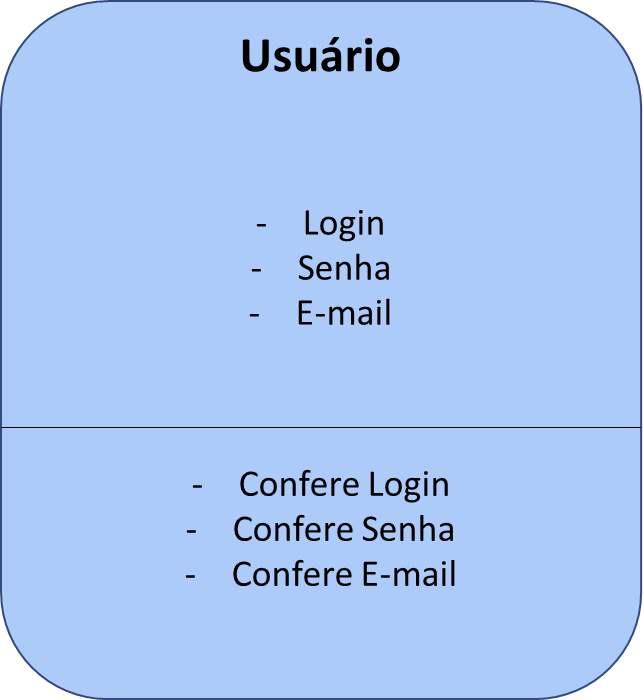 Usuário
- Login
- Senha
- E-mail
- Confere Login
- Confere Senha
- Confere E-mail